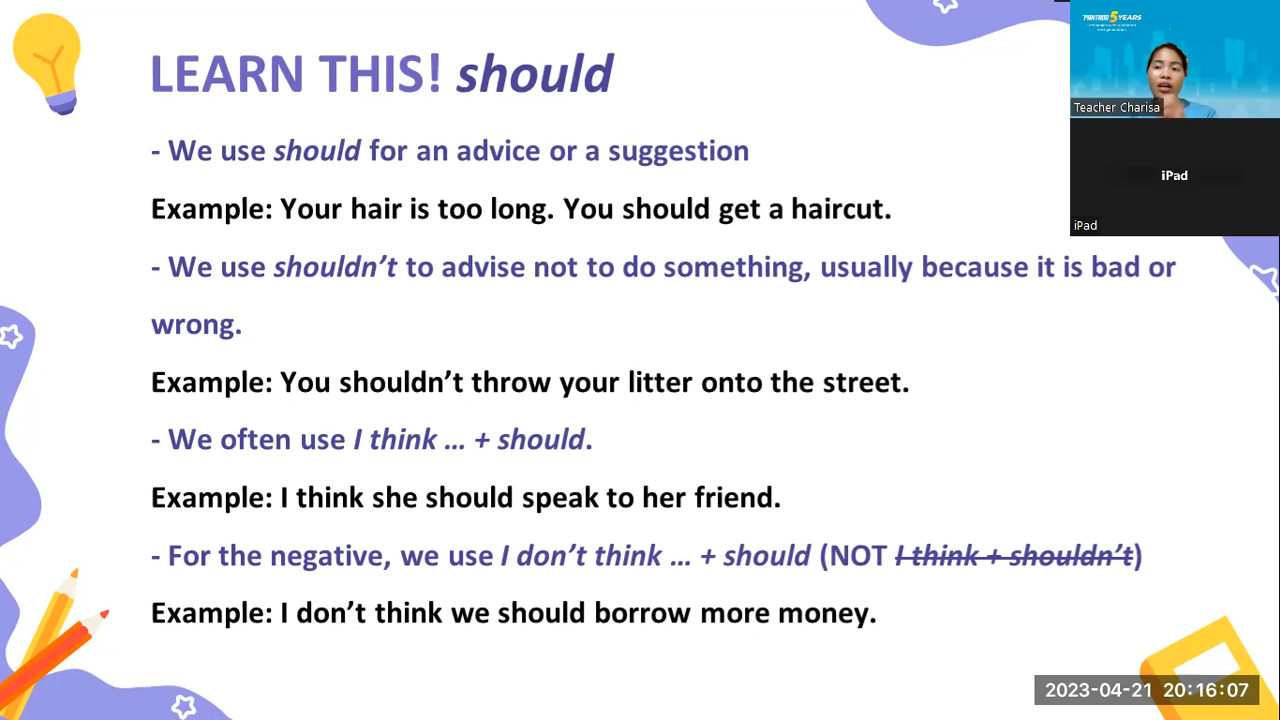 LEARN THIS! should
- We use should for an advice or a suggestion
Example: Your hair is too long. You should get a haircut.
- We use shouldn’t to advise not to do something, usually because it is bad or
wrong.
Example: You shouldn’t throw your litter onto the street.
- We often use I think … + should.
Example: I think she should speak to her friend.
- For the negative, we use I don’t think … + should (NOT I think + shouldn’t)
Example: I don’t think we should borrow more money.
5 YEARS
Teacher Charisa
iPad
iPad
2023-04-21 20:16:07